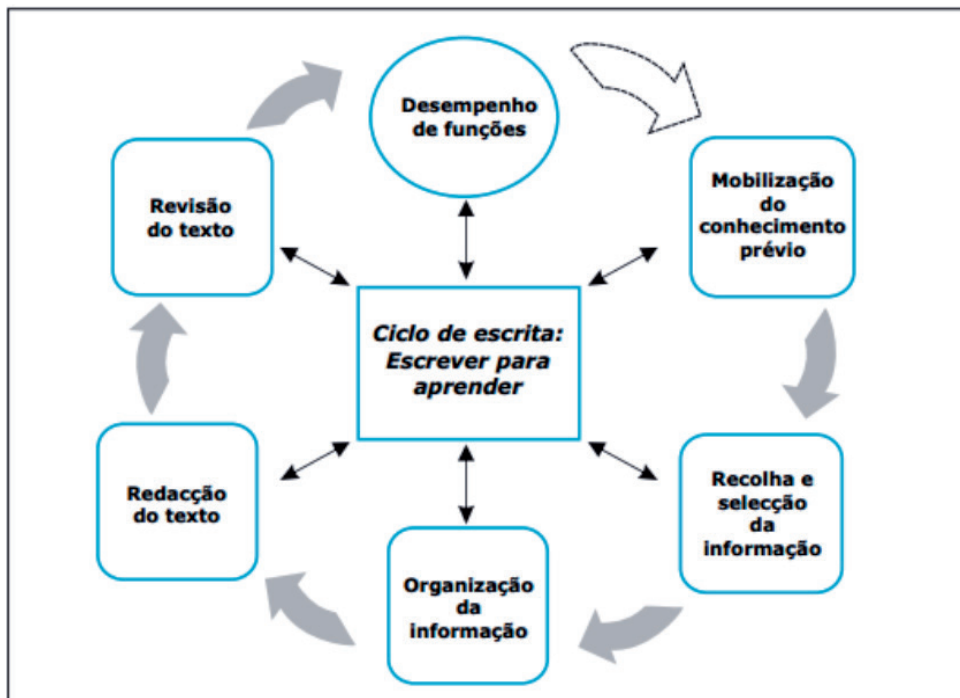 Desempenho
de funções
Mobilização
do
conhecimento
prévio
Recolha e
selecção
da
informação
Organização
da
informação
Redacção
do texto
Revisão
do texto
Ciclo de escrita:
Escrever para
aprender